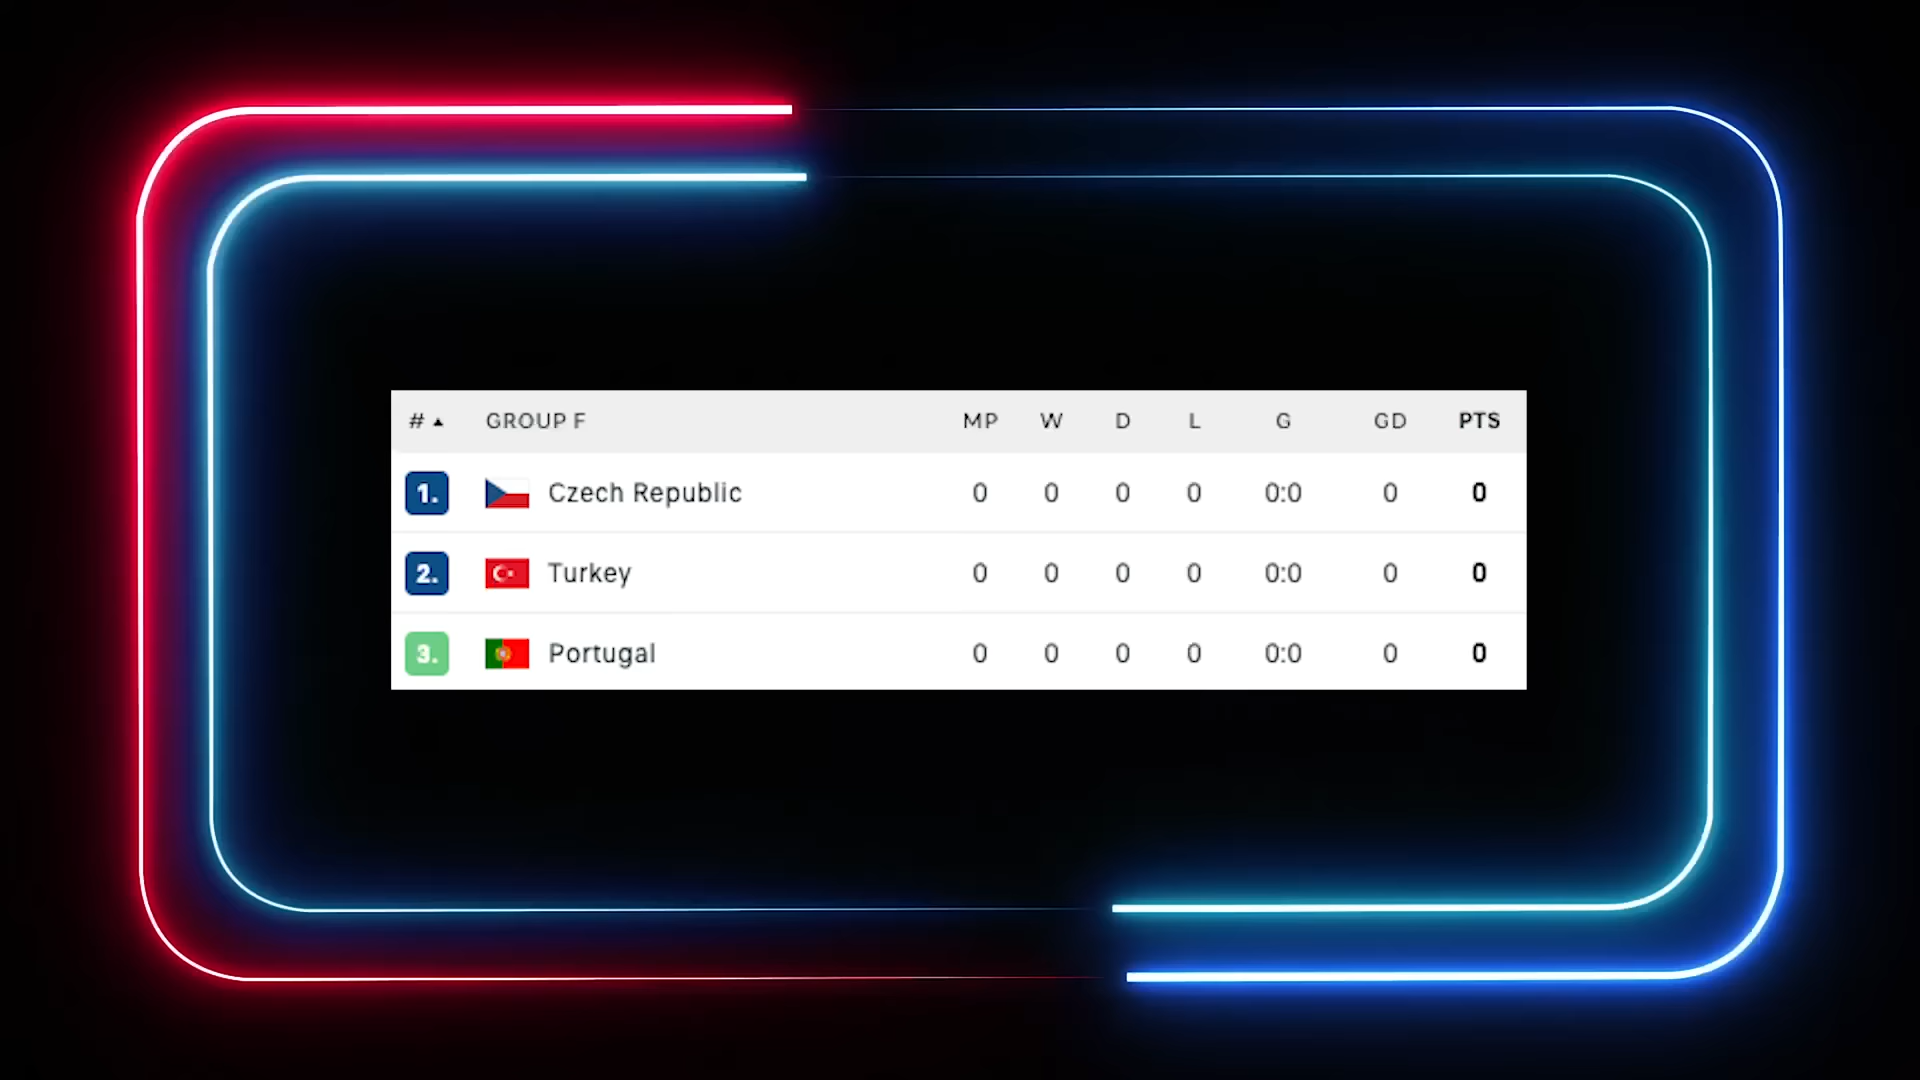 # ▲ GROUP F MP W D L G GD PTS
1. Czech Republic 0 0 0 0 0:0 0 0
2. Turkey 0 0 0 0 0:0 0 0
3. Portugal 0 0 0 0 0:0 0 0